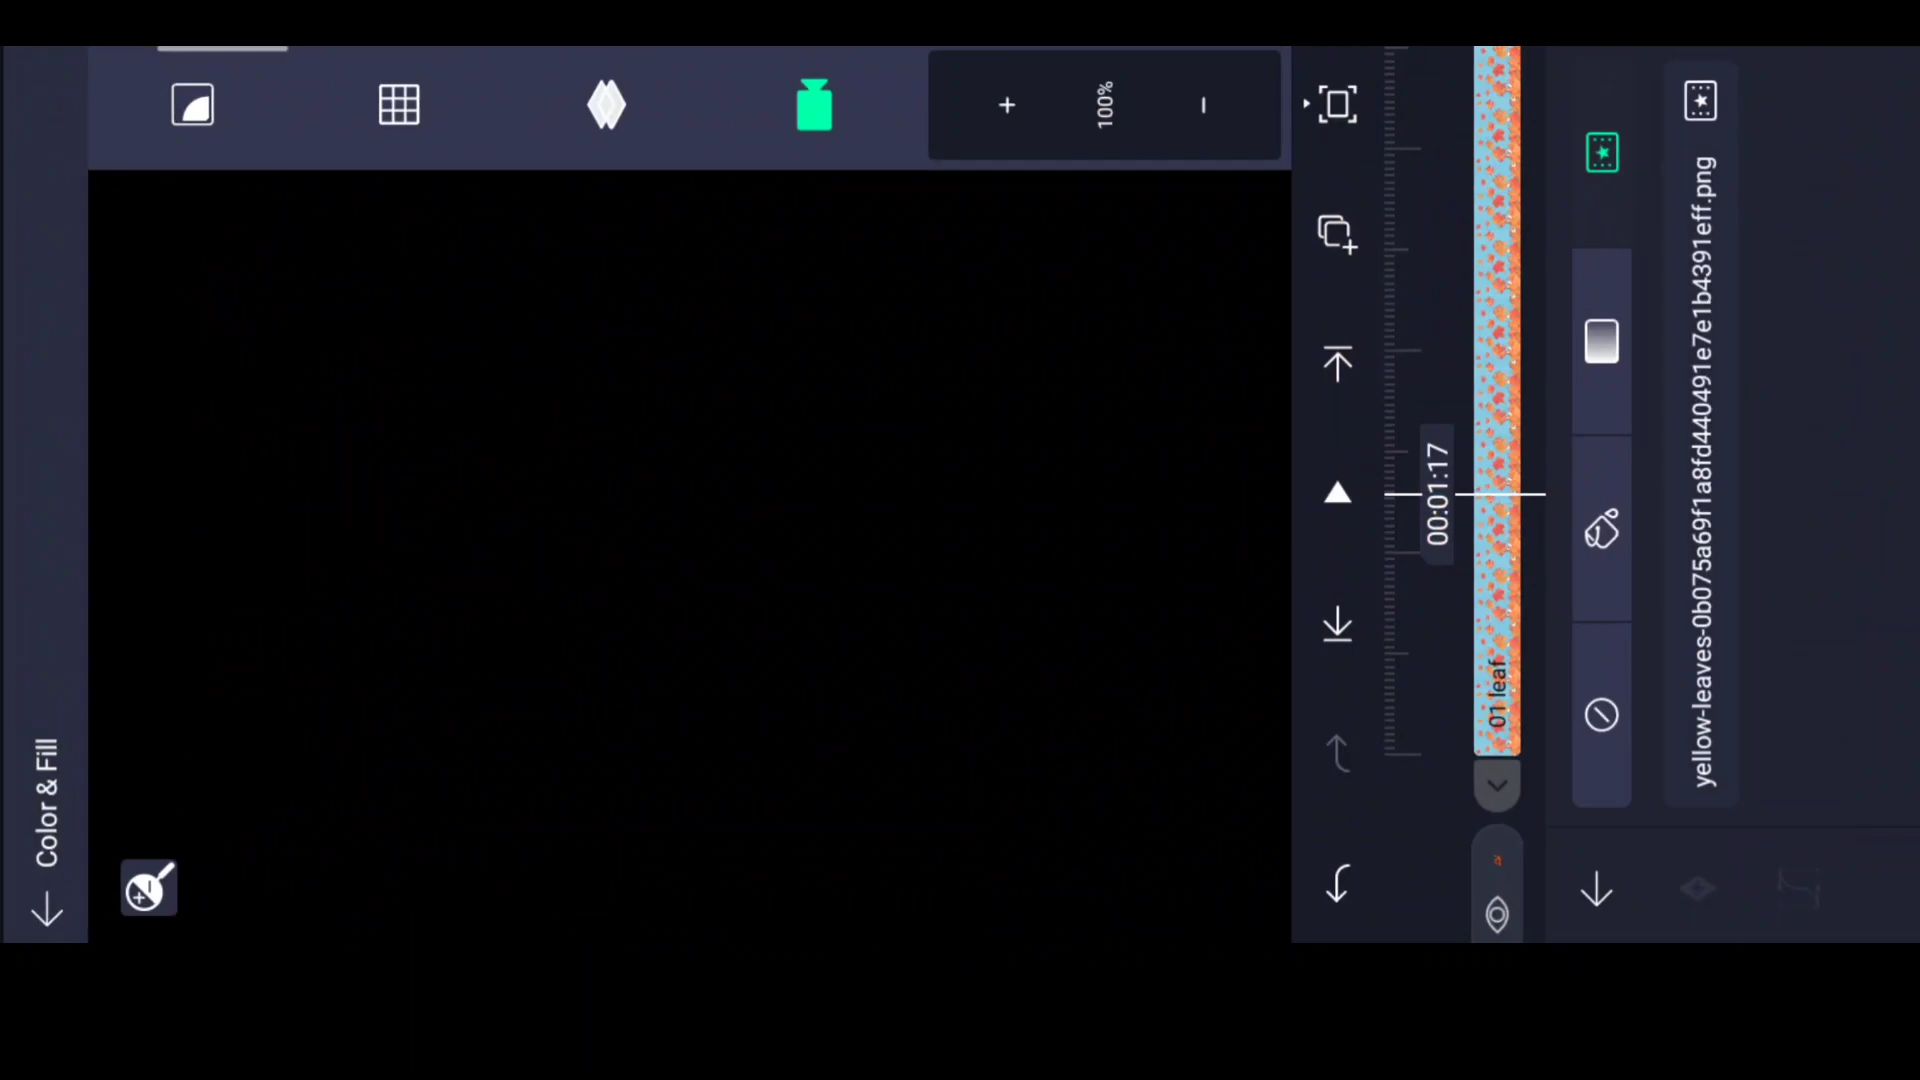 Color & Fill
+ 100% −
00:01:17
01 leaf
yellow-leaves-0b075a69f1a8fd440491e7e1b4391eff.png